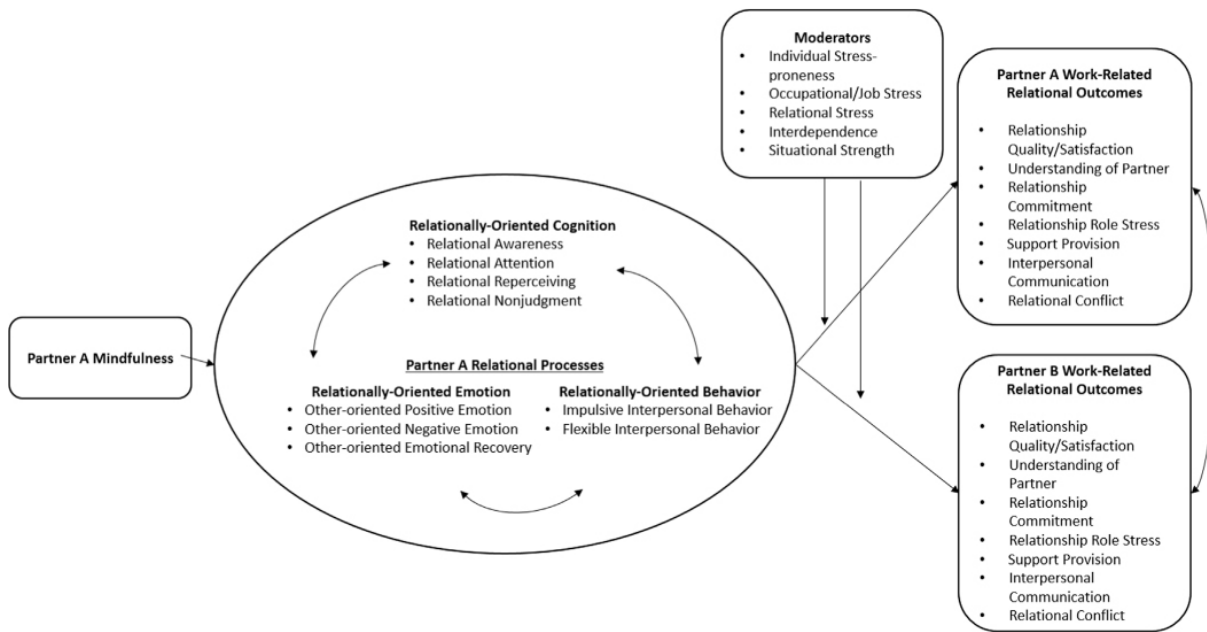 Moderators
• Individual Stress-
proneness
• Occupational/Job Stress
• Relational Stress
• Interdependence
• Situational Strength
Partner A Work-Related
Relational Outcomes
• Relationship
Quality/Satisfaction
• Understanding of Partner
• Relationship
Commitment
• Relationship Role Stress
• Support Provision
• Interpersonal
Communication
• Relational Conflict
Relationally-Oriented Cognition
• Relational Awareness
• Relational Attention
• Relational Reperceiving
• Relational Nonjudgment
Partner A Mindfulness
Partner A Relational Processes
Relationally-Oriented Emotion
• Other-oriented Positive Emotion
• Other-oriented Negative Emotion
• Other-oriented Emotional Recovery
Relationally-Oriented Behavior
• Impulsive Interpersonal Behavior
• Flexible Interpersonal Behavior
Partner B Work-Related
Relational Outcomes
• Relationship
Quality/Satisfaction
• Understanding of
Partner
• Relationship
Commitment
• Relationship Role Stress
• Support Provision
• Interpersonal
Communication
• Relational Conflict